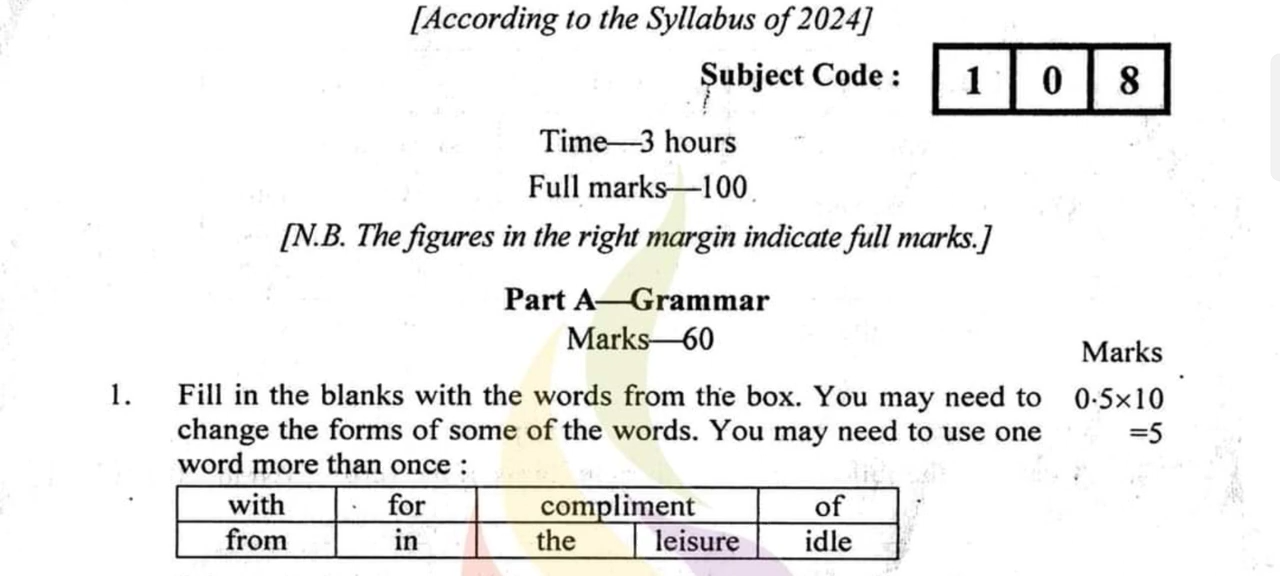 [According to the Syllabus of 2024]
Subject Code : 1 0 8
Time—3 hours
Full marks—100
[N.B. The figures in the right margin indicate full marks.]
Part A—Grammar
Marks—60
Marks
1. Fill in the blanks with the words from the box. You may need to 0·5×10
change the forms of some of the words. You may need to use one =5
word more than once :
with for compliment of
from in the leisure idle